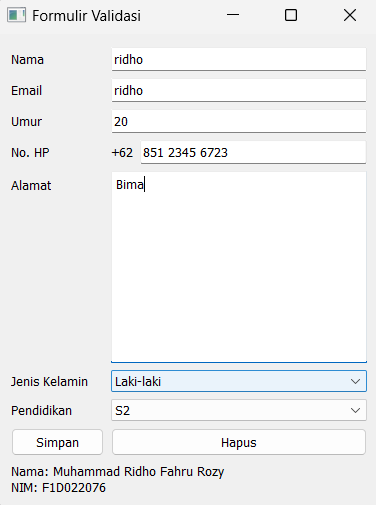 Formulir Validasi
Nama ridho
Email ridho
Umur 20
No. HP +62 851 2345 6723
Alamat Bima
Jenis Kelamin Laki-laki
Pendidikan S2
Simpan Hapus
Nama: Muhammad Ridho Fahru Rozy
NIM: F1D022076